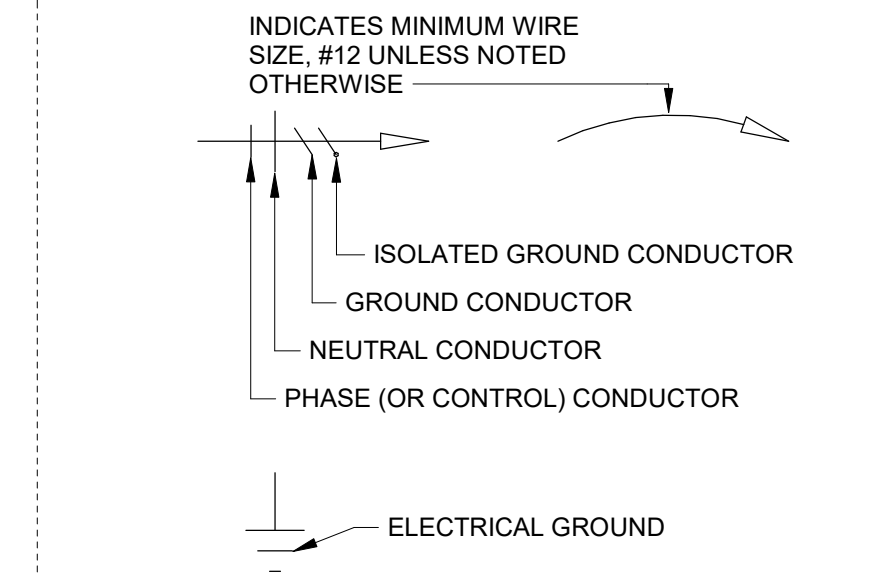 INDICATES MINIMUM WIRE
SIZE, #12 UNLESS NOTED
OTHERWISE
ISOLATED GROUND CONDUCTOR
GROUND CONDUCTOR
NEUTRAL CONDUCTOR
PHASE (OR CONTROL) CONDUCTOR
ELECTRICAL GROUND